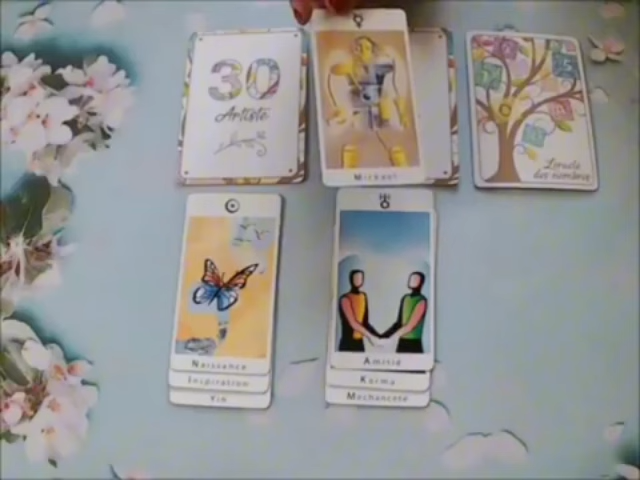 30
Artiste
Mickael
L'oracle
des nombres
Naissance
Inspiration
Vie
Amitié
Karma
Méchanceté